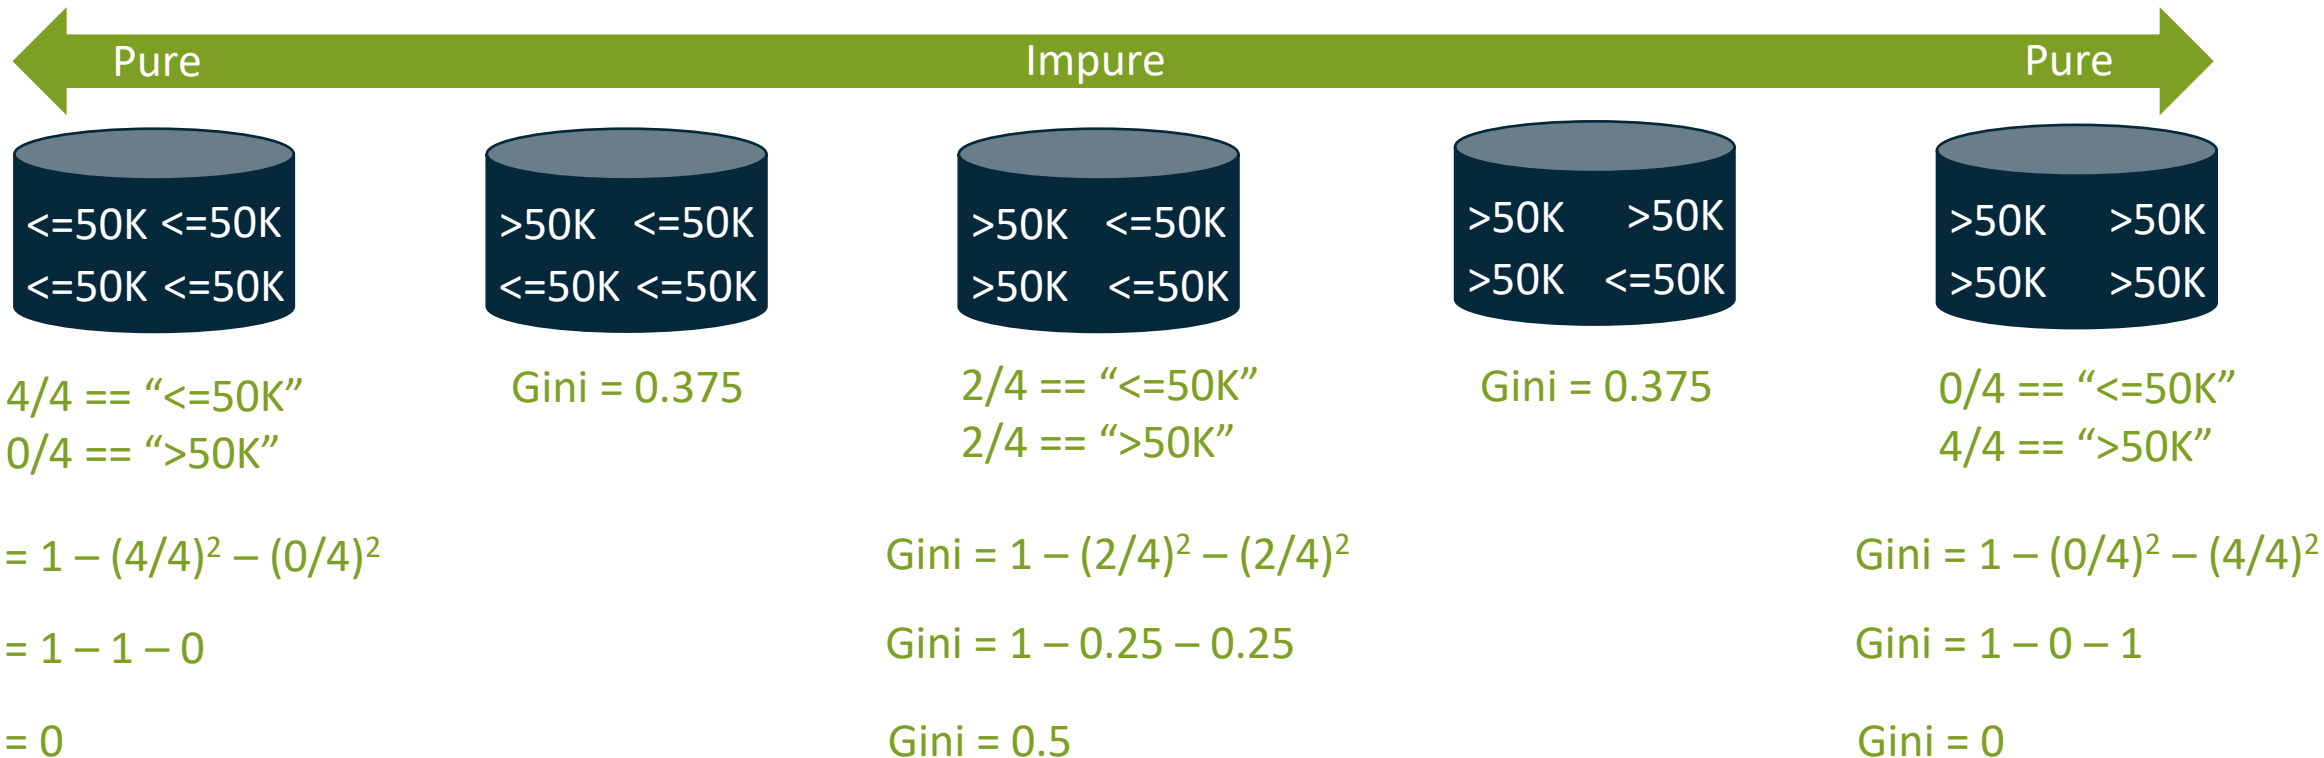 Pure Impure Pure
<=50K <=50K
<=50K <=50K
>50K <=50K
<=50K <=50K
>50K <=50K
>50K <=50K
>50K >50K
>50K <=50K
>50K >50K
>50K >50K
4/4 == “<=50K”
0/4 == “>50K”
= 1 – (4/4)² – (0/4)²
= 1 – 1 – 0
= 0
Gini = 0.375
2/4 == “<=50K”
2/4 == “>50K”
Gini = 1 – (2/4)² – (2/4)²
Gini = 1 – 0.25 – 0.25
Gini = 0.5
Gini = 0.375
0/4 == “<=50K”
4/4 == “>50K”
Gini = 1 – (0/4)² – (4/4)²
Gini = 1 – 0 – 1
Gini = 0